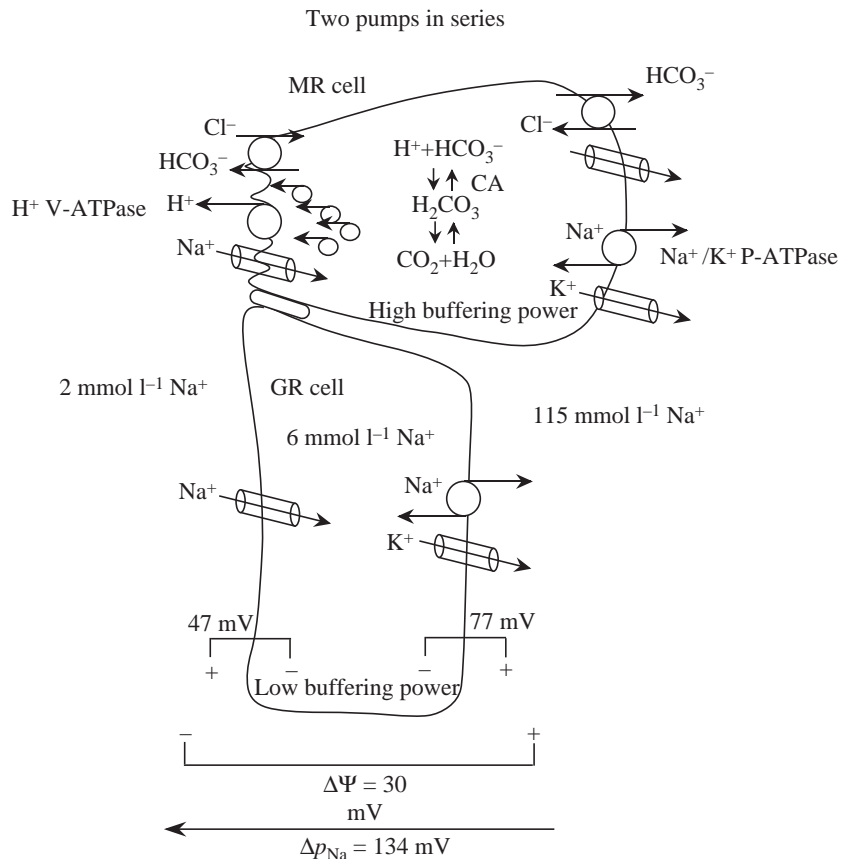 Two pumps in series
MR cell
HCO₃⁻
Cl⁻
Cl⁻
HCO₃⁻
H⁺+HCO₃⁻
CA
H₂CO₃
CO₂+H₂O
H⁺ V-ATPase
H⁺
Na⁺
Na⁺
Na⁺/K⁺ P-ATPase
K⁺
High buffering power
2 mmol l⁻¹ Na⁺
GR cell
115 mmol l⁻¹ Na⁺
6 mmol l⁻¹ Na⁺
Na⁺
Na⁺
K⁺
47 mV
77 mV
+ − − +
Low buffering power
− +
ΔΨ = 30
mV
Δp_Na = 134 mV